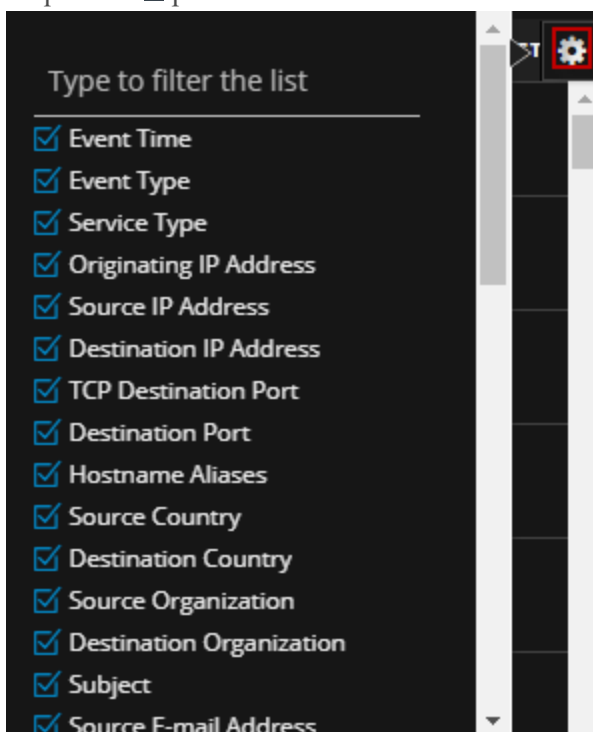 Type to filter the list
ST
Event Time
Event Type
Service Type
Originating IP Address
Source IP Address
Destination IP Address
TCP Destination Port
Destination Port
Hostname Aliases
Source Country
Destination Country
Source Organization
Destination Organization
Subject
Source E-mail Address